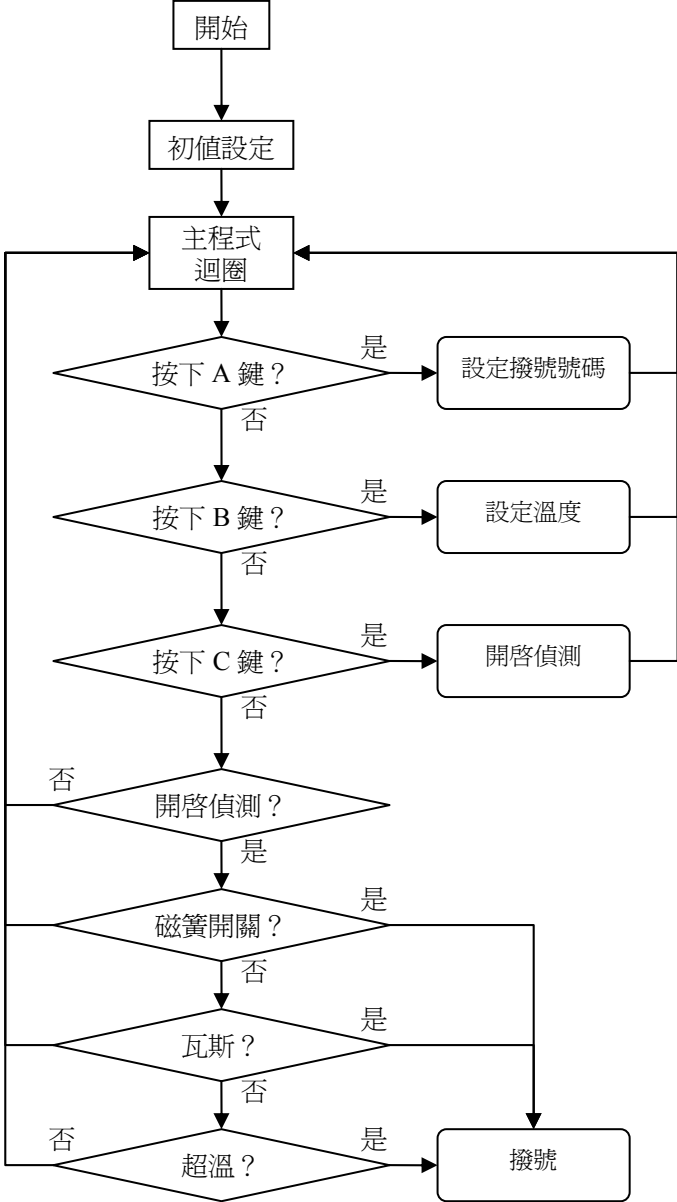 開始
初值設定
主程式
迴圈
按下 A 鍵？
是
設定撥號號碼
否
按下 B 鍵？
是
設定溫度
否
按下 C 鍵？
是
開啓偵測
否
否
開啓偵測？
是
磁簧開關？
是
否
瓦斯？
是
否
否
超溫？
是
撥號